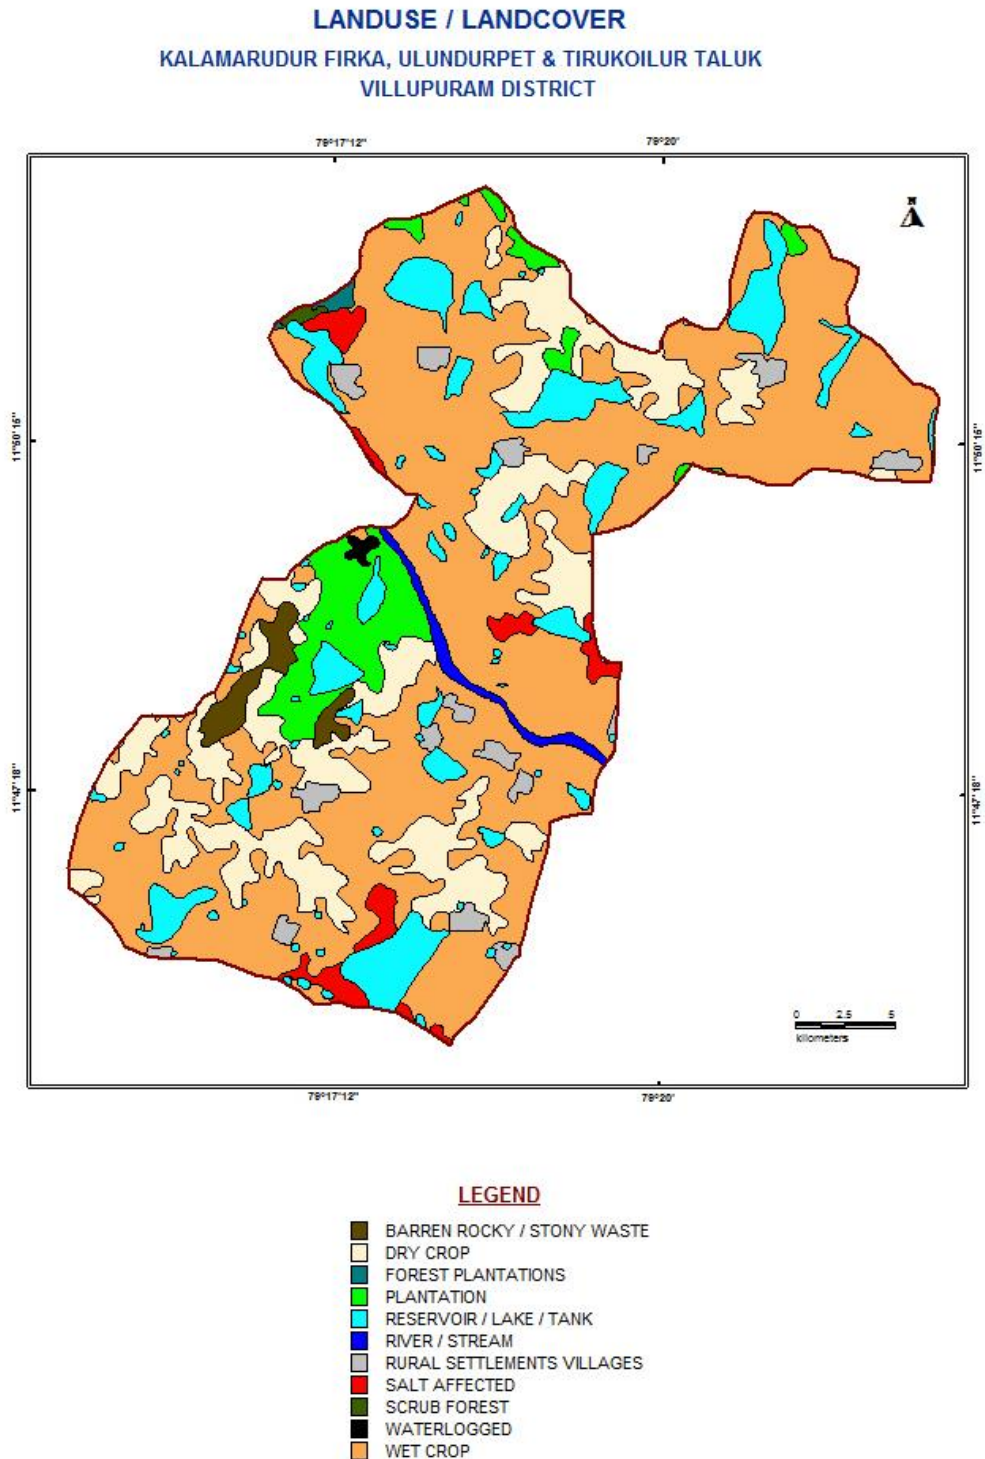 LANDUSE / LANDCOVER
KALAMARUDUR FIRKA, ULUNDURPET & TIRUKOILUR TALUK
VILLUPURAM DISTRICT
79°17'12" 79°20'
N
11°50'16" 11°50'16"
11°47'18" 11°47'18"
0 2.5 5
kilometers
79°17'12" 79°20'
LEGEND
BARREN ROCKY / STONY WASTE
DRY CROP
FOREST PLANTATIONS
PLANTATION
RESERVOIR / LAKE / TANK
RIVER / STREAM
RURAL SETTLEMENTS VILLAGES
SALT AFFECTED
SCRUB FOREST
WATERLOGGED
WET CROP